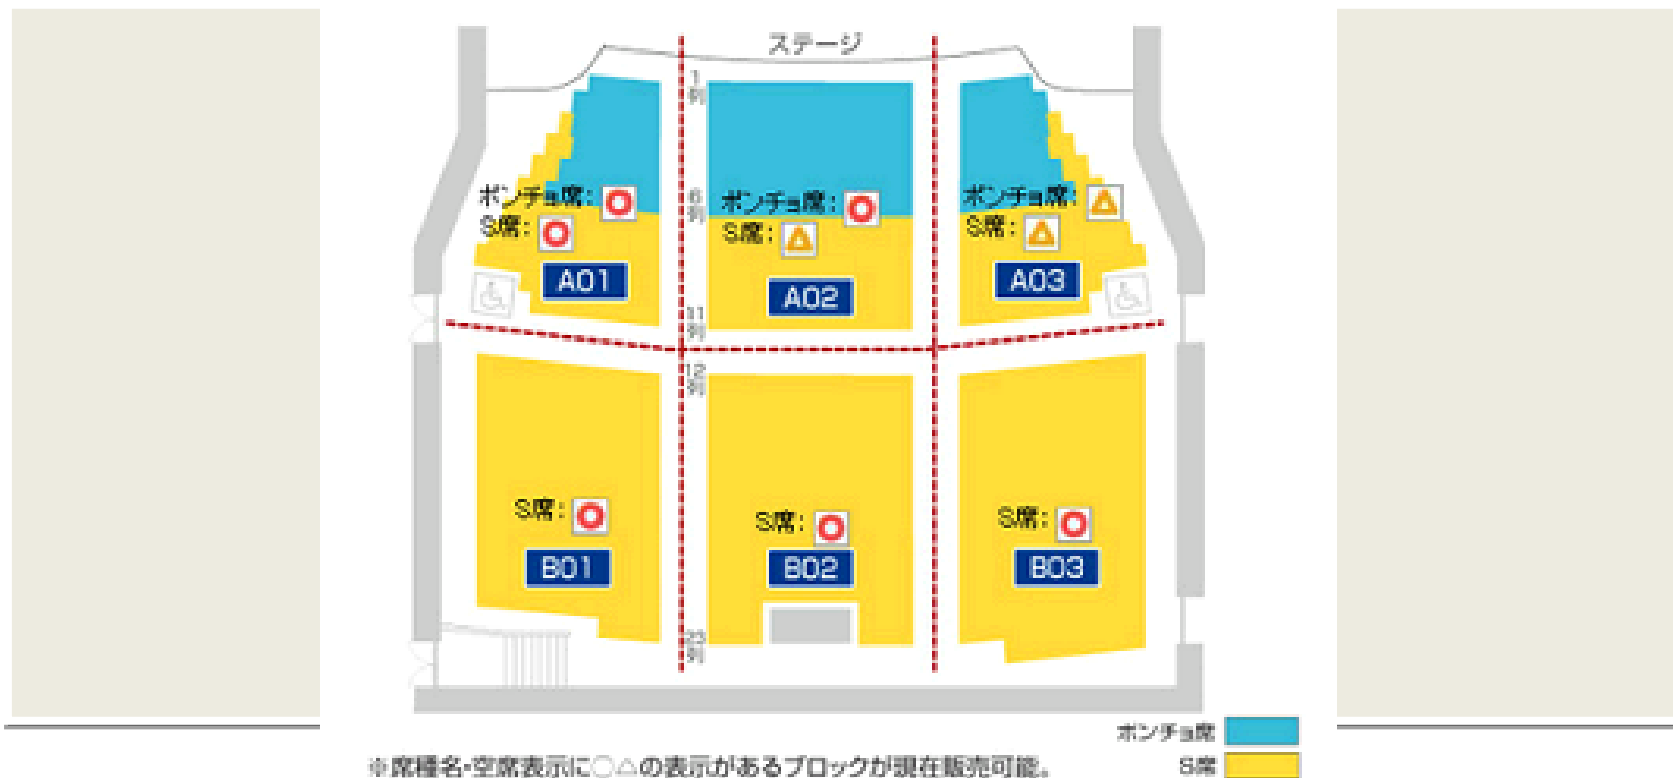 ステージ
1列
ポンチョ席:○
S席:○
A01
6列
ポンチョ席:○
S席:△
A02
11列
ポンチョ席:△
S席:△
A03
12列
S席:○
B01
S席:○
B02
S席:○
B03
23列
ポンチョ席
S席
※席種名・空席表示に○△の表示があるブロックが現在販売可能。